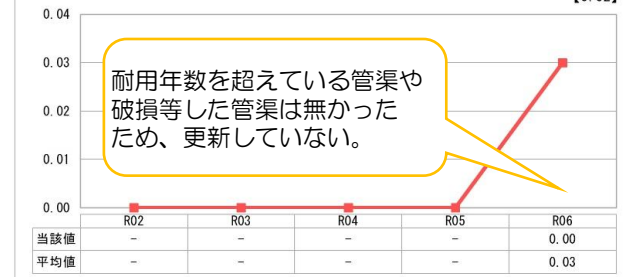 0.04
0.03
0.02
0.01
0.00
耐用年数を超えている管渠や
破損等した管渠は無かった
ため、更新していない。
R02 R03 R04 R05 R06
当該値 - - - - 0.00
平均値 - - - - 0.03